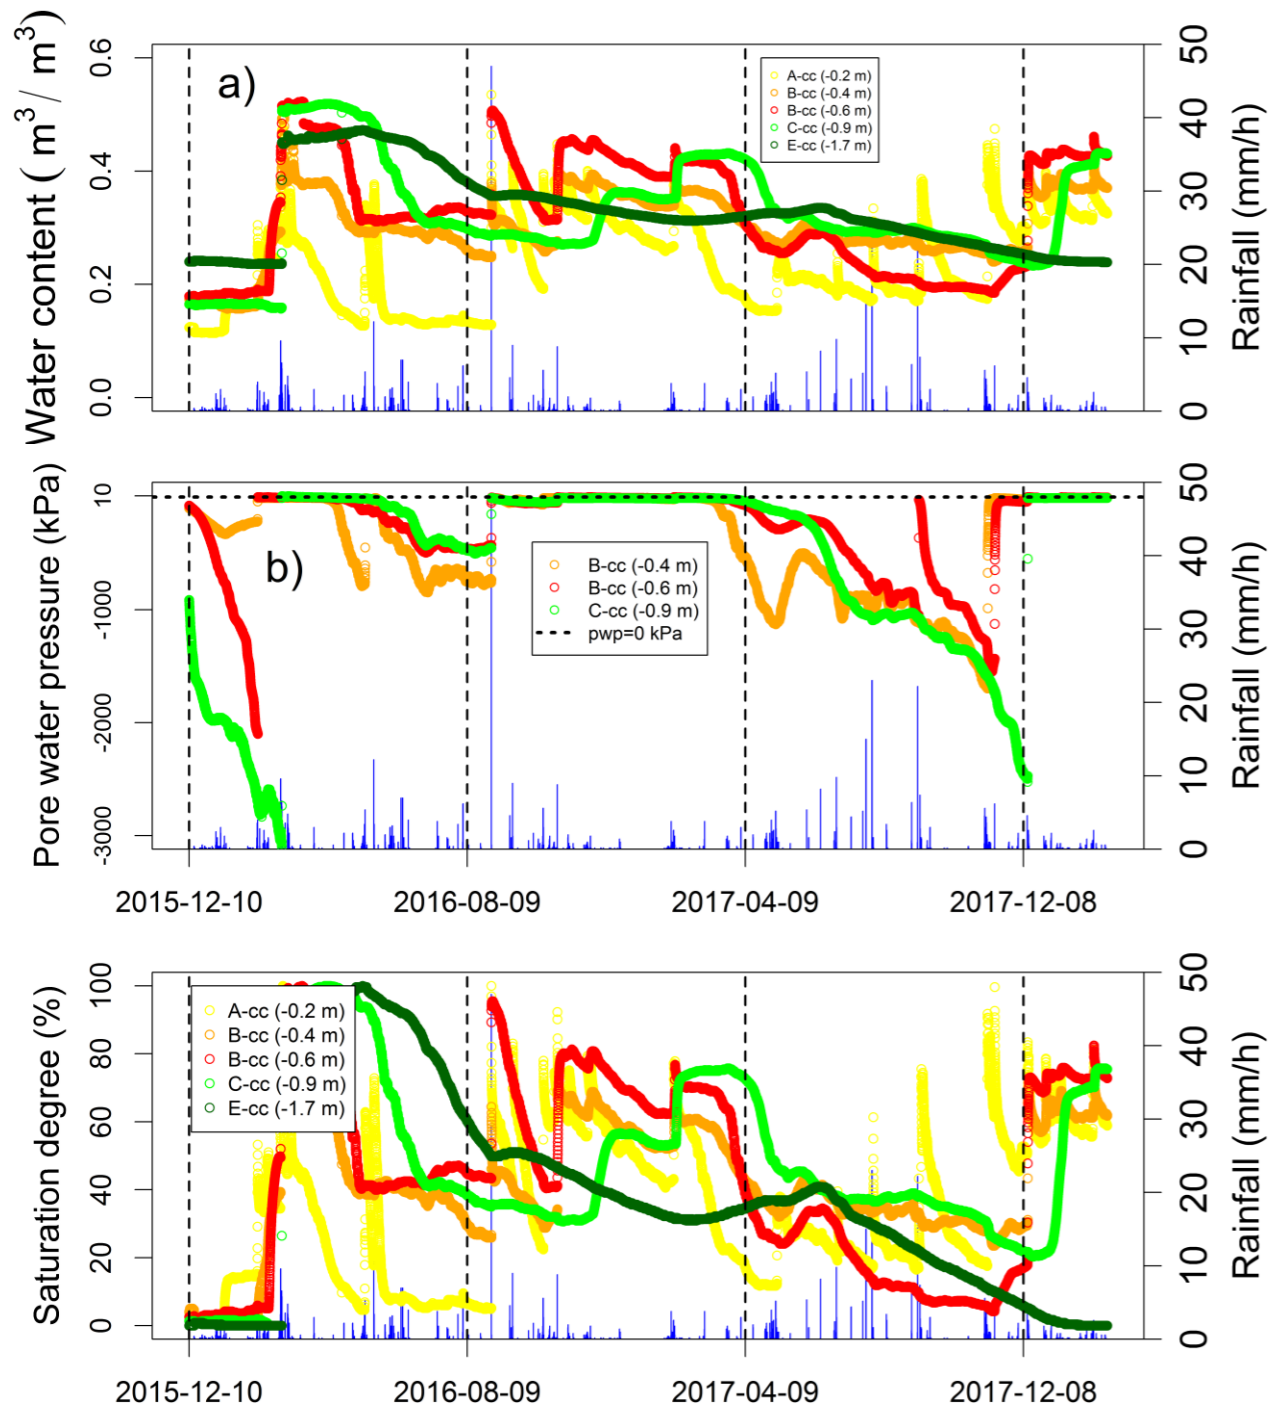 a)
Water content ( m³ / m³)
0.6
0.4
0.2
0.0
A-cc (-0.2 m)
B-cc (-0.4 m)
B-cc (-0.6 m)
C-cc (-0.9 m)
E-cc (-1.7 m)
50
40
30
20
10
0
Rainfall (mm/h)
b)
Pore water pressure (kPa)
10
-1000
-2000
-3000
B-cc (-0.4 m)
B-cc (-0.6 m)
C-cc (-0.9 m)
pwp=0 kPa
50
40
30
20
10
0
Rainfall (mm/h)
2015-12-10 2016-08-09 2017-04-09 2017-12-08
Saturation degree (%)
100
80
60
40
20
0
A-cc (-0.2 m)
B-cc (-0.4 m)
B-cc (-0.6 m)
C-cc (-0.9 m)
E-cc (-1.7 m)
50
40
30
20
10
0
Rainfall (mm/h)
2015-12-10 2016-08-09 2017-04-09 2017-12-08